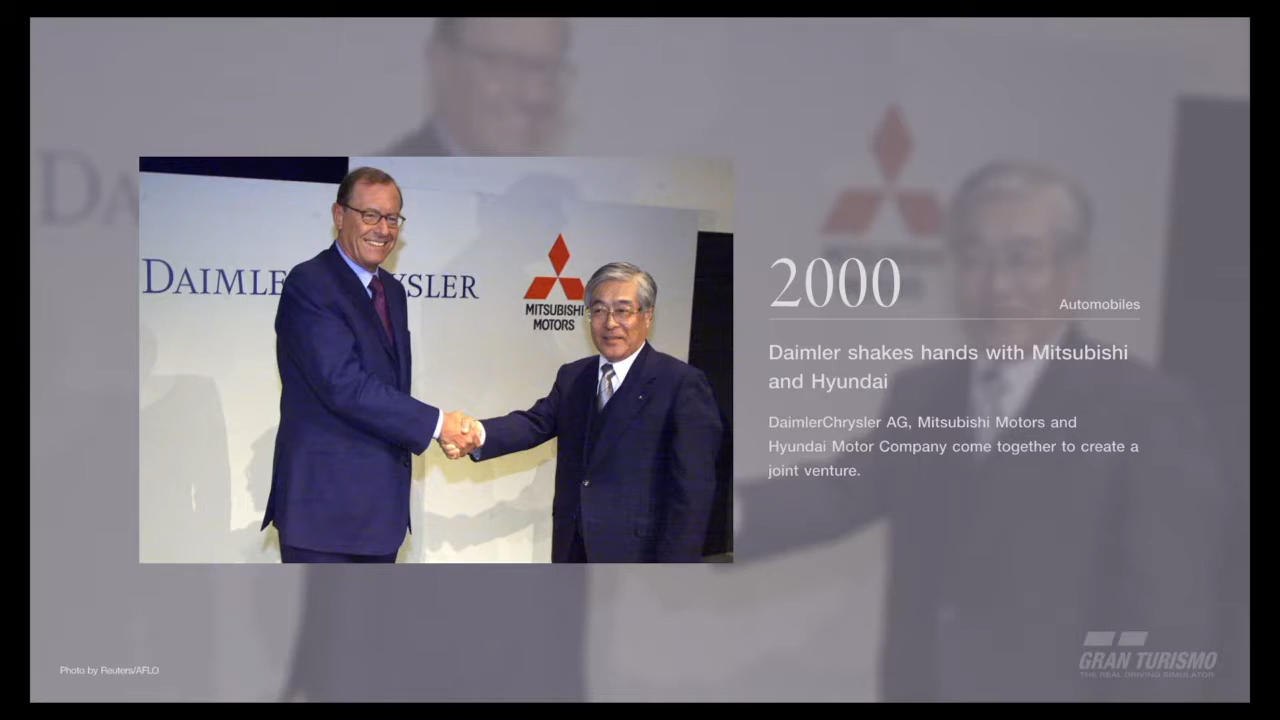 DAIMLE YSLER
MITSUBISHI
MOTORS
2000
Automobiles
Daimler shakes hands with Mitsubishi
and Hyundai
DaimlerChrysler AG, Mitsubishi Motors and
Hyundai Motor Company come together to create a
joint venture.
Photo by Reuters/AFLO
GRAN TURISMO
THE REAL DRIVING SIMULATOR